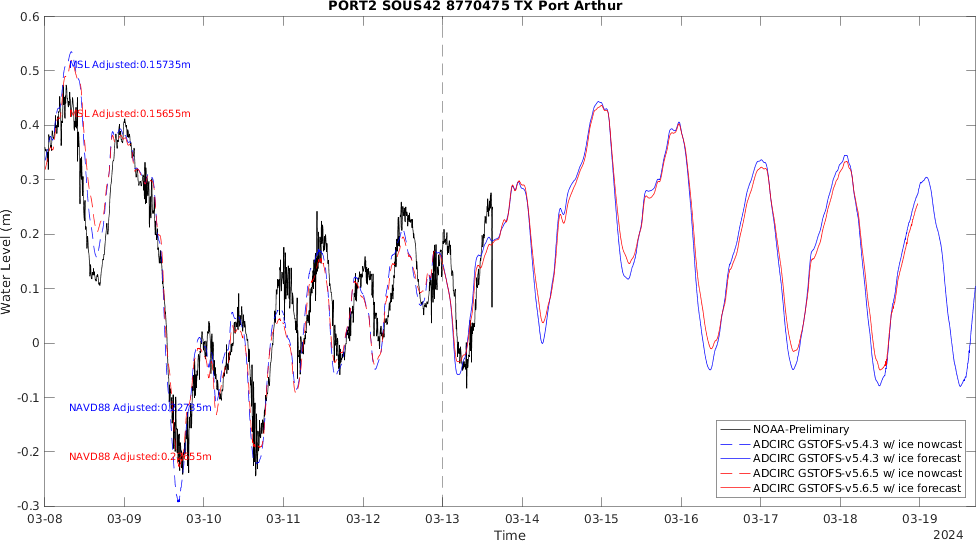 PORT2 SOUS42 8770475 TX Port Arthur
0.6
0.5
0.4
0.3
0.2
0.1
0
-0.1
-0.2
-0.3
Water Level (m)
MSL Adjusted:0.15735m
MSL Adjusted:0.15655m
NAVD88 Adjusted:
NAVD88 Adjusted:
NOAA-Preliminary
ADCIRC GSTOFS-v5.4.3 w/ ice nowcast
ADCIRC GSTOFS-v5.4.3 w/ ice forecast
ADCIRC GSTOFS-v5.6.5 w/ ice nowcast
ADCIRC GSTOFS-v5.6.5 w/ ice forecast
03-08 03-09 03-10 03-11 03-12 03-13 03-14 03-15 03-16 03-17 03-18 03-19
Time
2024